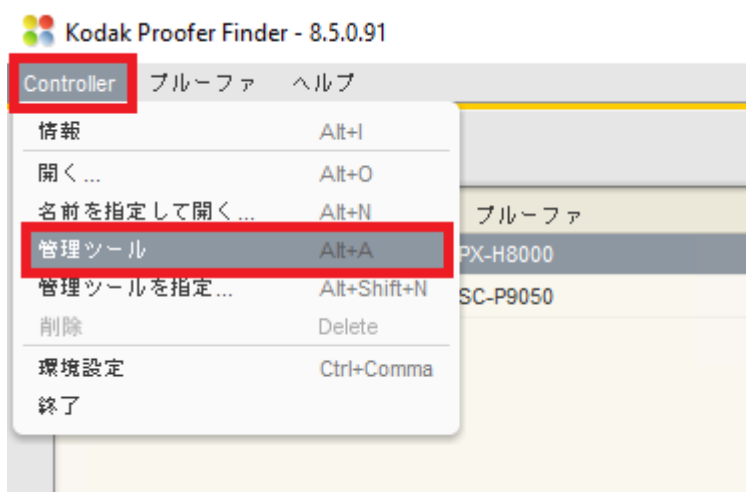 Kodak Proofer Finder - 8.5.0.91
Controller プルーファ ヘルプ
情報 Alt+I
開く... Alt+O
名前を指定して開く... Alt+N
プルーファ
管理ツール Alt+A
PX-H8000
管理ツールを指定... Alt+Shift+N
SC-P9050
削除 Delete
環境設定 Ctrl+Comma
終了